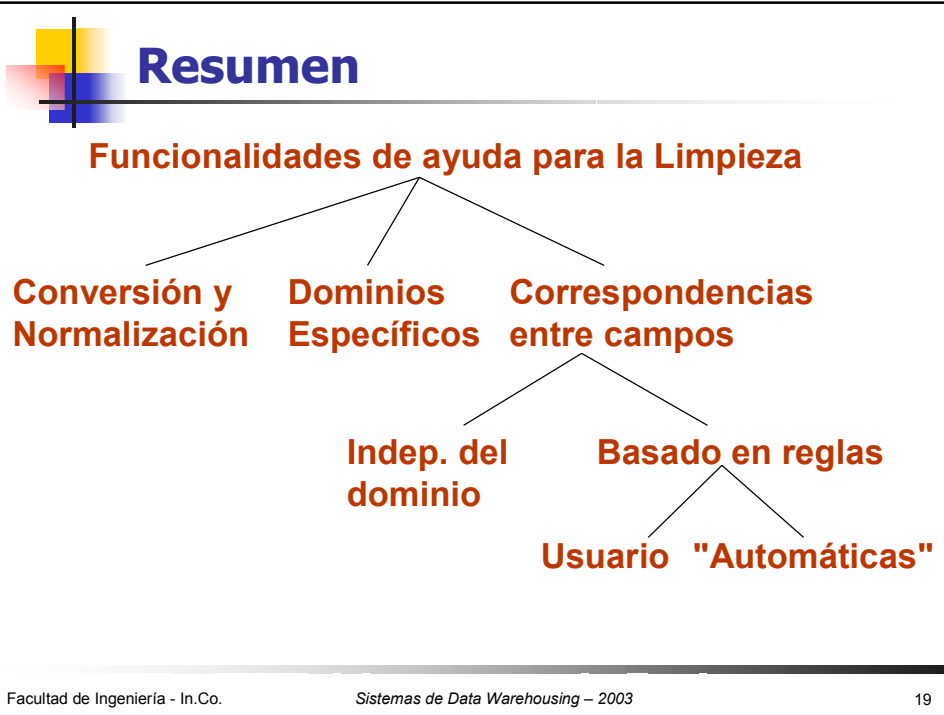 Resumen
Funcionalidades de ayuda para la Limpieza
Conversión y
Normalización
Dominios
Específicos
Correspondencias
entre campos
Indep. del
dominio
Basado en reglas
Usuario
"Automáticas"
Facultad de Ingeniería - In.Co.
Sistemas de Data Warehousing – 2003
19